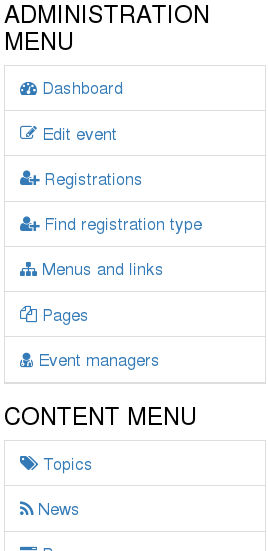 ADMINISTRATION
MENU
Dashboard
Edit event
Registrations
Find registration type
Menus and links
Pages
Event managers
CONTENT MENU
Topics
News